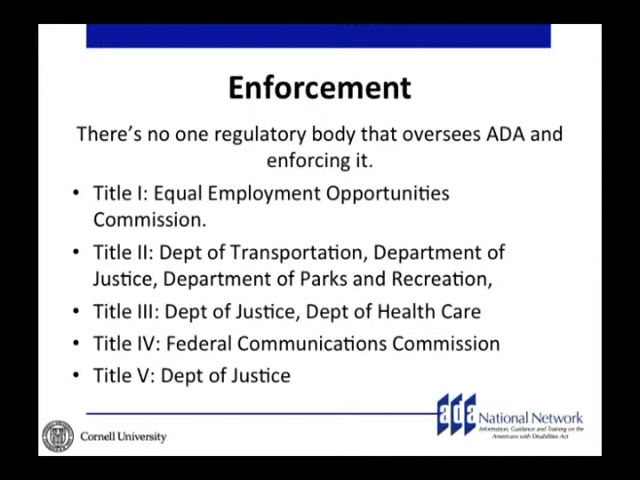 Enforcement
There's no one regulatory body that oversees ADA and
enforcing it.
• Title I: Equal Employment Opportunities
Commission.
• Title II: Dept of Transportation, Department of
Justice, Department of Parks and Recreation,
• Title III: Dept of Justice, Dept of Health Care
• Title IV: Federal Communications Commission
• Title V: Dept of Justice
Cornell University
ada National Network
Information, Guidance and Training on the
Americans with Disabilities Act